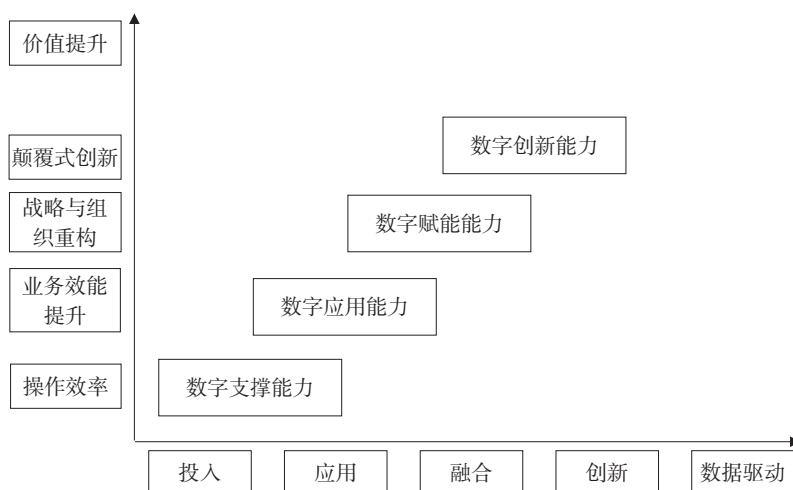 价值提升
数字创新能力
颠覆式创新
战略与组
织重构
数字赋能能力
业务效能
提升
数字应用能力
操作效率
数字支撑能力
投入
应用
融合
创新
数据驱动